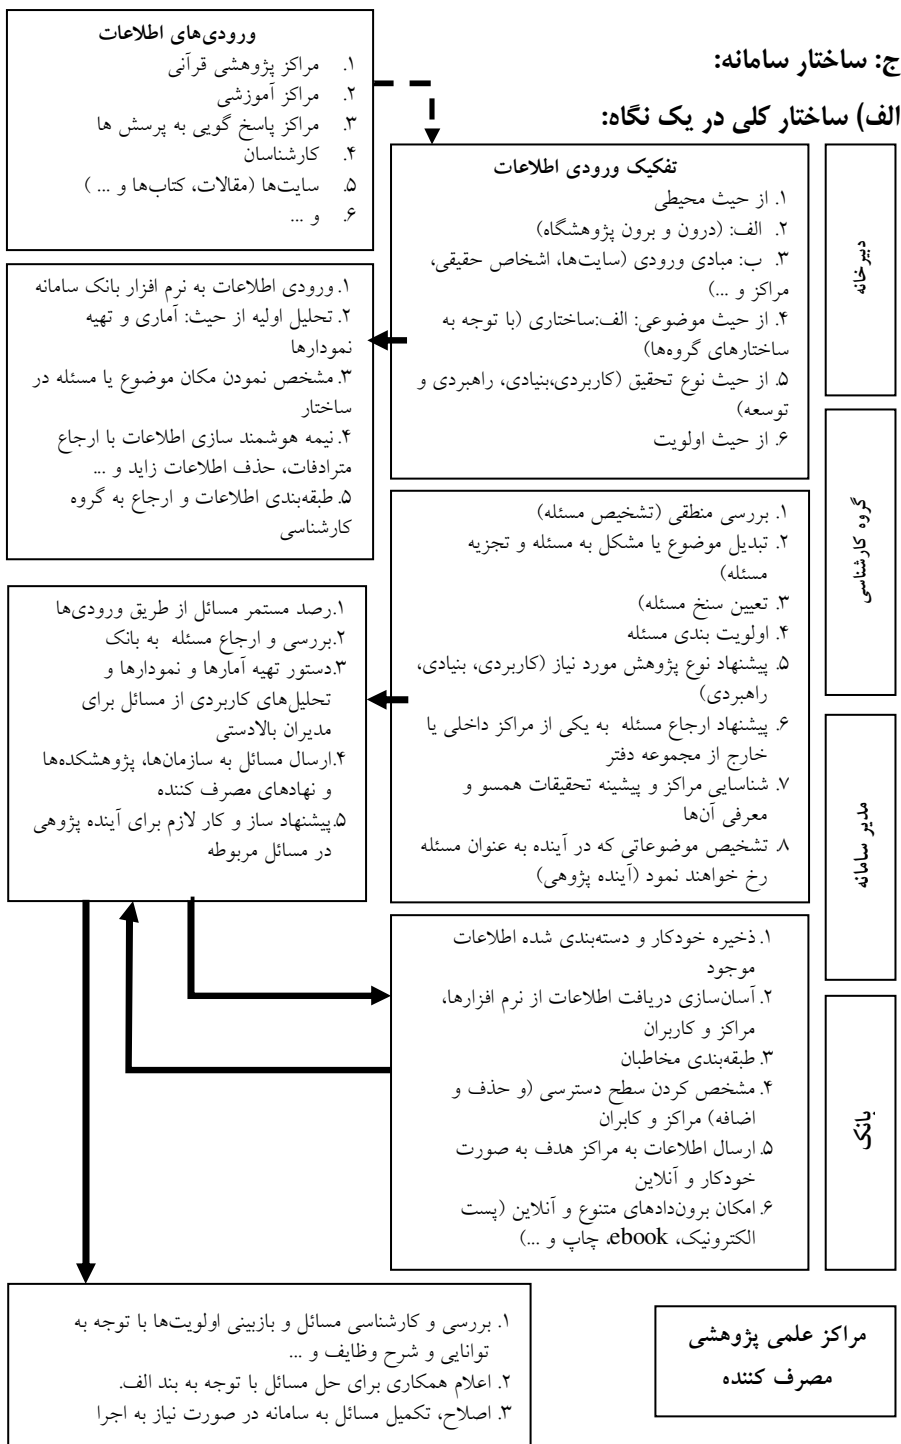 ج: ساختار سامانه:
الف) ساختار کلی در یک نگاه:
ورودی‌های اطلاعات
۱. مراکز پژوهشی قرآنی
۲. مراکز آموزشی
۳. مراکز پاسخ گویی به پرسش ها
۴. کارشناسان
۵. سایت‌ها (مقالات، کتاب‌ها و ... )
۶. و ...
دبیرخانه
تفکیک ورودی اطلاعات
۱. از حیث محیطی
۲. الف: (درون و برون پژوهشگاه)
۳. ب: مبادی ورودی (سایت‌ها، اشخاص حقیقی،
مراکز و ...)
۴. از حیث موضوعی: الف:ساختاری (با توجه به
ساختارهای گروه‌ها)
۵. از حیث نوع تحقیق (کاربردی،بنیادی، راهبردی و
توسعه)
۶. از حیث اولویت
۱. ورودی اطلاعات به نرم افزار بانک سامانه
۲. تحلیل اولیه از حیث: آماری و تهیه
نمودارها
۳. مشخص نمودن مکان موضوع یا مسئله در
ساختار
۴. نیمه هوشمند سازی اطلاعات با ارجاع
مترادفات، حذف اطلاعات زاید و ...
۵. طبقه‌بندی اطلاعات و ارجاع به گروه
کارشناسی
گروه کارشناسی
۱. بررسی منطقی (تشخیص مسئله)
۲. تبدیل موضوع یا مشکل به مسئله و تجزیه
مسئله)
۳. تعیین سنخ مسئله)
۴. اولویت بندی مسئله
۵. پیشنهاد نوع پژوهش مورد نیاز (کاربردی، بنیادی،
راهبردی)
۶. پیشنهاد ارجاع مسئله به یکی از مراکز داخلی یا
خارج از مجموعه دفتر
۷. شناسایی مراکز و پیشینه تحقیقات همسو و
معرفی آن‌ها
۸. تشخیص موضوعاتی که در آینده به عنوان مسئله
رخ خواهند نمود (آینده پژوهی)
مدیر سامانه
۱.رصد مستمر مسائل از طریق ورودی‌ها
۲.بررسی و ارجاع مسئله به بانک
۳.دستور تهیه آمارها و نمودارها و
تحلیل‌های کاربردی از مسائل برای
مدیران بالادستی
۴.ارسال مسائل به سازمان‌ها، پژوهشکده‌ها
و نهادهای مصرف کننده
۵.پیشنهاد ساز و کار لازم برای آینده پژوهی
در مسائل مربوطه
بانک
۱. ذخیره خودکار و دسته‌بندی شده اطلاعات
موجود
۲. آسان‌سازی دریافت اطلاعات از نرم افزارها،
مراکز و کاربران
۳. طبقه‌بندی مخاطبان
۴. مشخص کردن سطح دسترسی (و حذف و
اضافه) مراکز و کابران
۵. ارسال اطلاعات به مراکز هدف به صورت
خودکار و آنلاین
۶. امکان برون‌دادهای متنوع و آنلاین (پست
الکترونیک، ebook، چاپ و ...)
مراکز علمی پژوهشی
مصرف کننده
۱. بررسی و کارشناسی مسائل و بازبینی اولویت‌ها با توجه به
توانایی و شرح وظایف و ...
۲. اعلام همکاری برای حل مسائل با توجه به بند الف.
۳. اصلاح، تکمیل مسائل به سامانه در صورت نیاز به اجرا